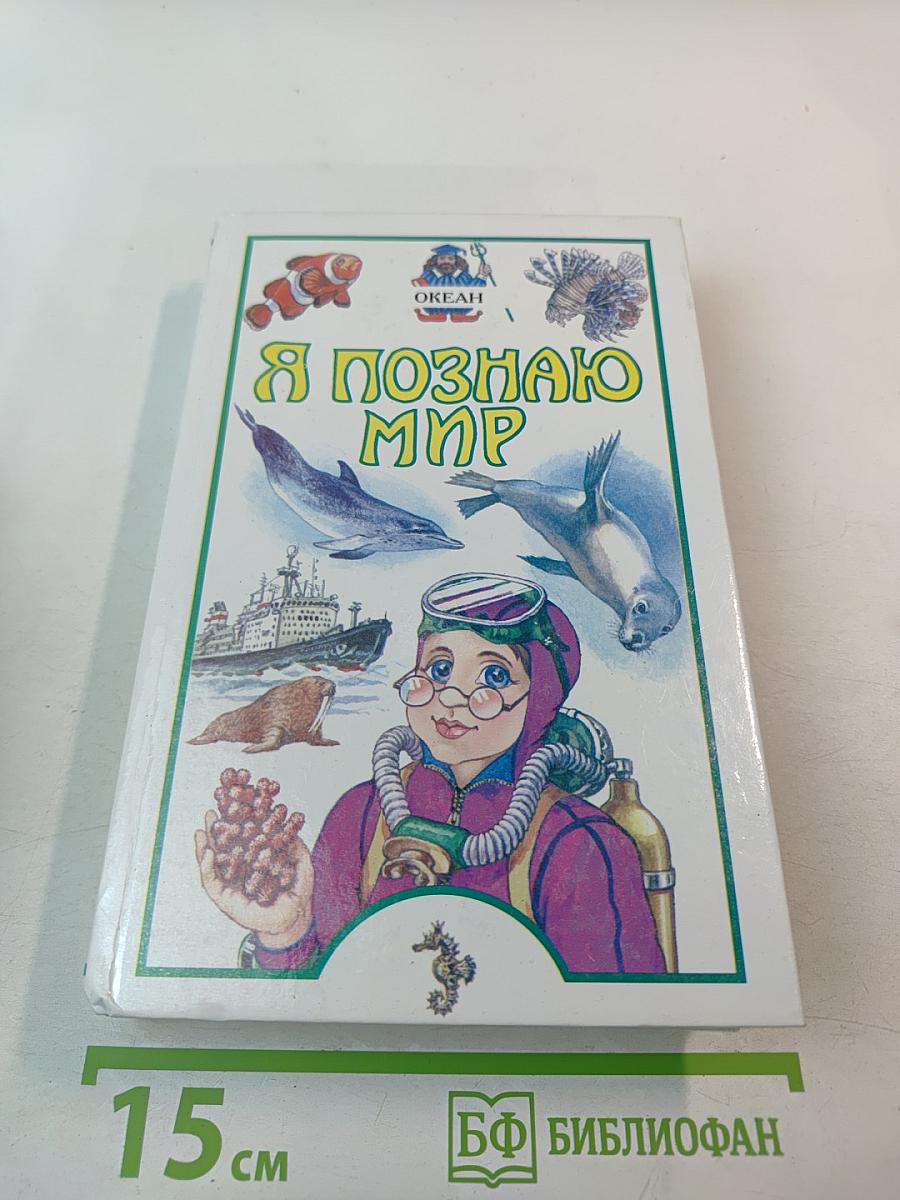 ОКЕАН
Я ПОЗНАЮ
МИР
15 см
БФ БИБЛИОФАН